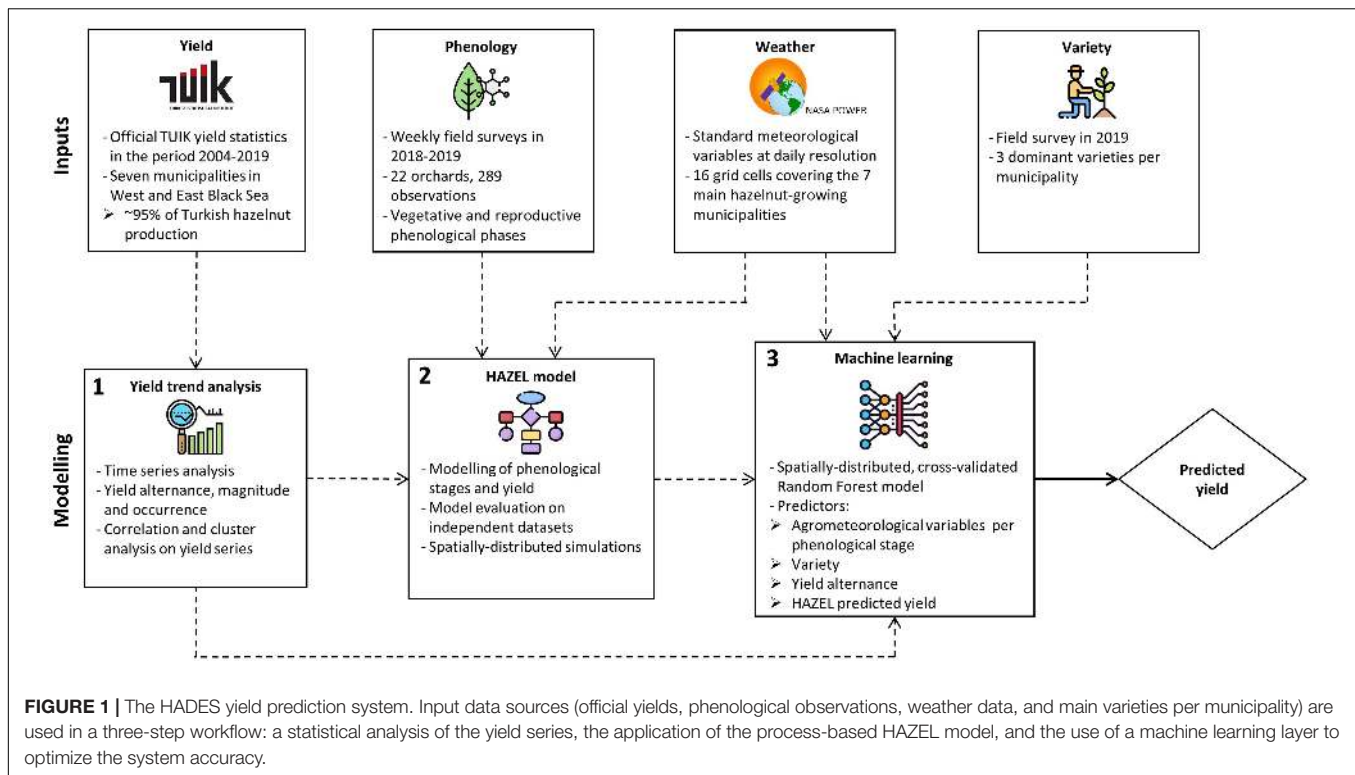 Inputs
Yield
TUIK
- Official TUIK yield statistics
in the period 2004-2019
- Seven municipalities in
West and East Black Sea
➢ ~95% of Turkish hazelnut
production
Phenology
- Weekly field surveys in
2018-2019
- 22 orchards, 289
observations
- Vegetative and reproductive
phenological phases
Weather
NASA POWER
- Standard meteorological
variables at daily resolution
- 16 grid cells covering the 7
main hazelnut-growing
municipalities
Variety
- Field survey in 2019
- 3 dominant varieties per
municipality
Modelling
1 Yield trend analysis
- Time series analysis
- Yield alternance, magnitude
and occurrence
- Correlation and cluster
analysis on yield series
2 HAZEL model
- Modelling of phenological
stages and yield
- Model evaluation on
independent datasets
- Spatially-distributed simulations
3 Machine learning
- Spatially-distributed, cross-validated
Random Forest model
- Predictors:
➢ Agrometeorological variables per
phenological stage
➢ Variety
➢ Yield alternance
➢ HAZEL predicted yield
Predicted
yield
FIGURE 1 | The HADES yield prediction system. Input data sources (official yields, phenological observations, weather data, and main varieties per municipality) are
used in a three-step workflow: a statistical analysis of the yield series, the application of the process-based HAZEL model, and the use of a machine learning layer to
optimize the system accuracy.